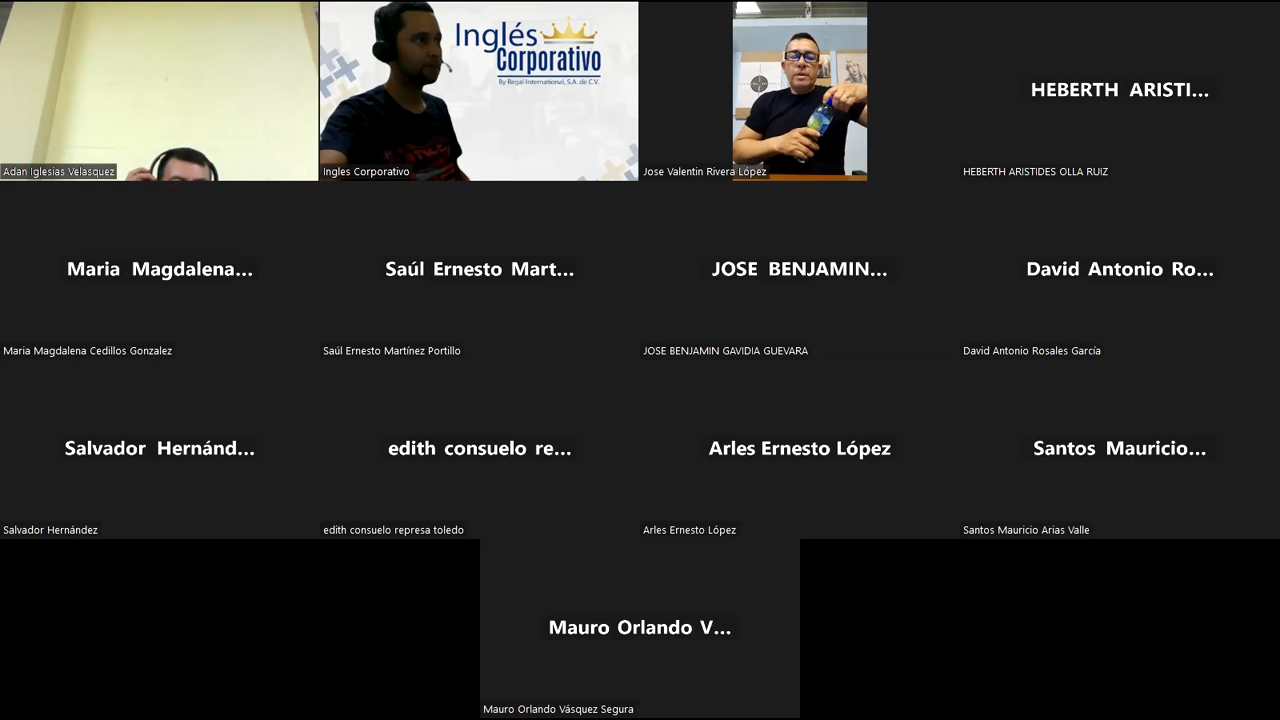 Inglés
Corporativo
By Regal International, S.A. de C.V.
HEBERTH ARISTI...
Adan Iglesias Velasquez
Ingles Corporativo
Jose Valentin Rivera López
HEBERTH ARISTIDES OLLA RUIZ
Maria Magdalena...
Saúl Ernesto Mart...
JOSE BENJAMIN...
David Antonio Ro...
Maria Magdalena Cedillos Gonzalez
Saúl Ernesto Martínez Portillo
JOSE BENJAMIN GAVIDIA GUEVARA
David Antonio Rosales García
Salvador Hernánd...
edith consuelo re...
Arles Ernesto López
Santos Mauricio...
Salvador Hernández
edith consuelo represa toledo
Arles Ernesto López
Santos Mauricio Arias Valle
Mauro Orlando V...
Mauro Orlando Vásquez Segura